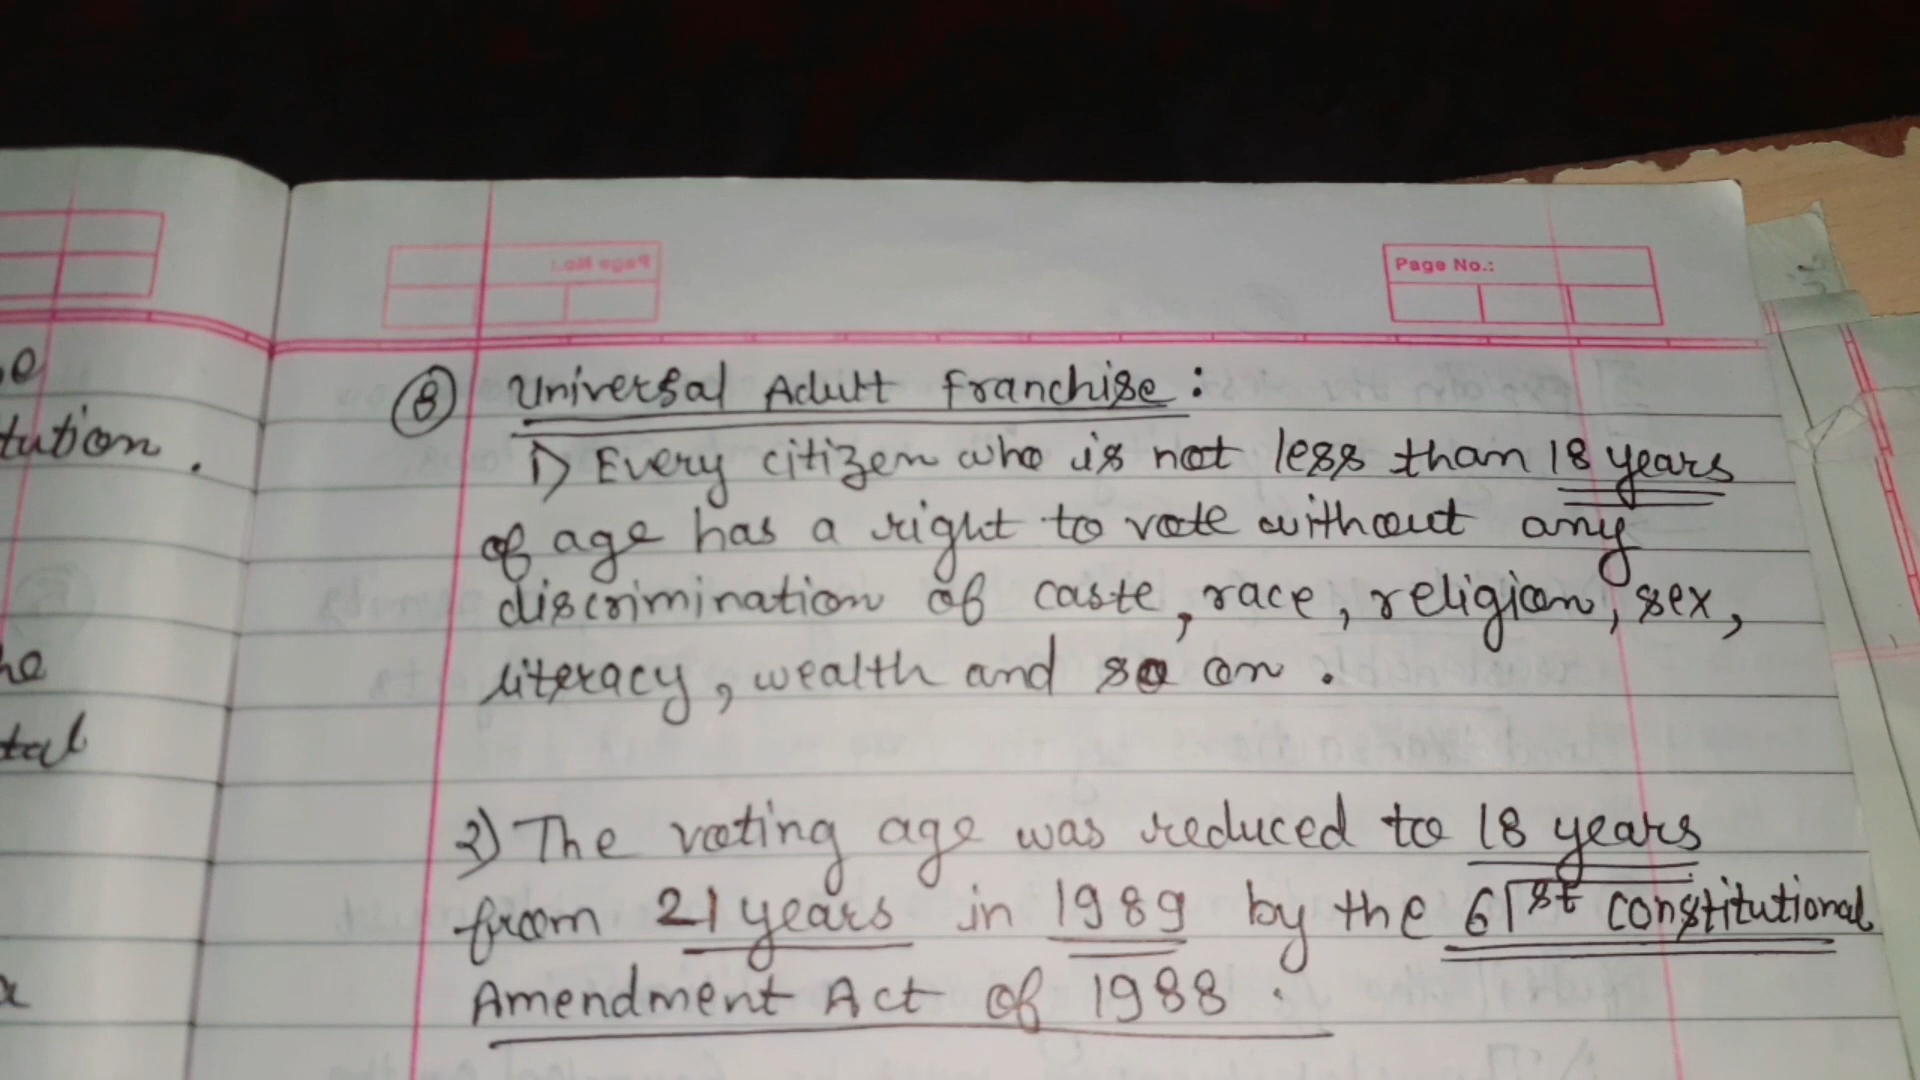 e
tution.
he
tal
Page No.:
⑧ Universal Adult Franchise :
1) Every citizen who is not less than 18 years
of age has a right to vote without any
discrimination of caste, race, religion, sex,
literacy, wealth and so on.
2) The voting age was reduced to 18 years
from 21 years in 1989 by the 61st constitutional
Amendment Act of 1988.